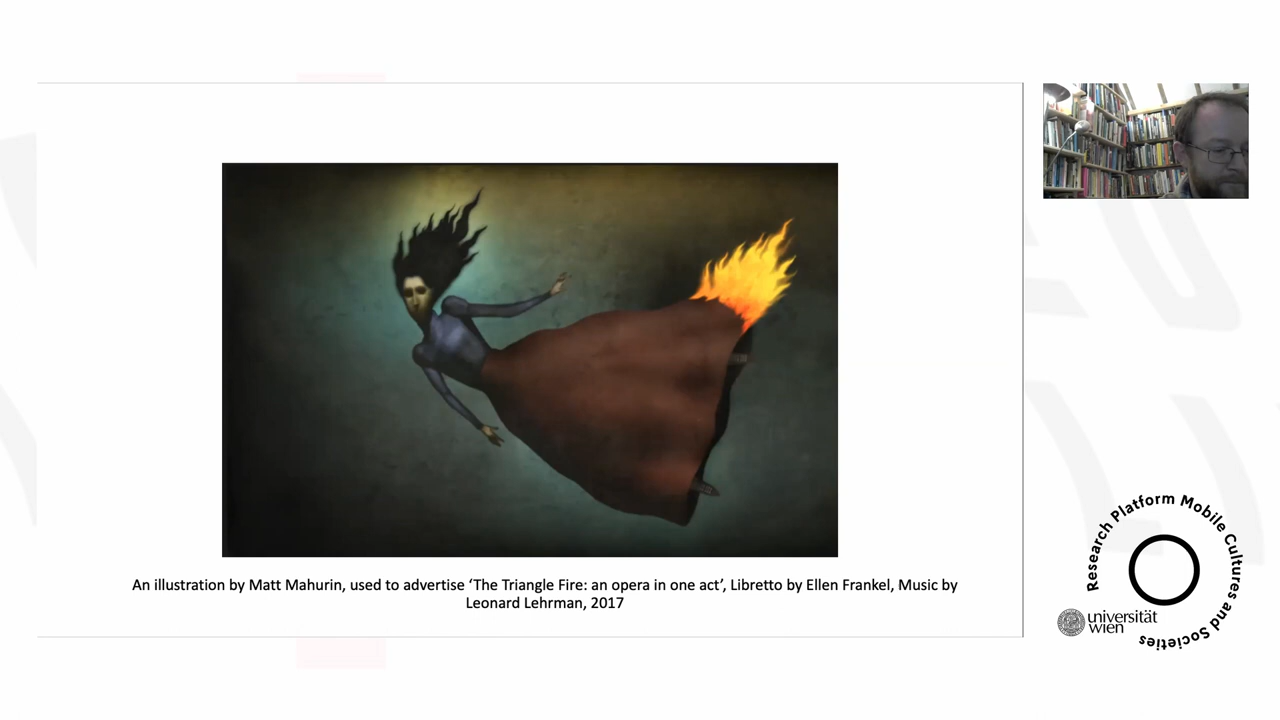 An illustration by Matt Mahurin, used to advertise ‘The Triangle Fire: an opera in one act’, Libretto by Ellen Frankel, Music by
Leonard Lehrman, 2017
Research Platform Mobile Cultures and Societies
universität
wien